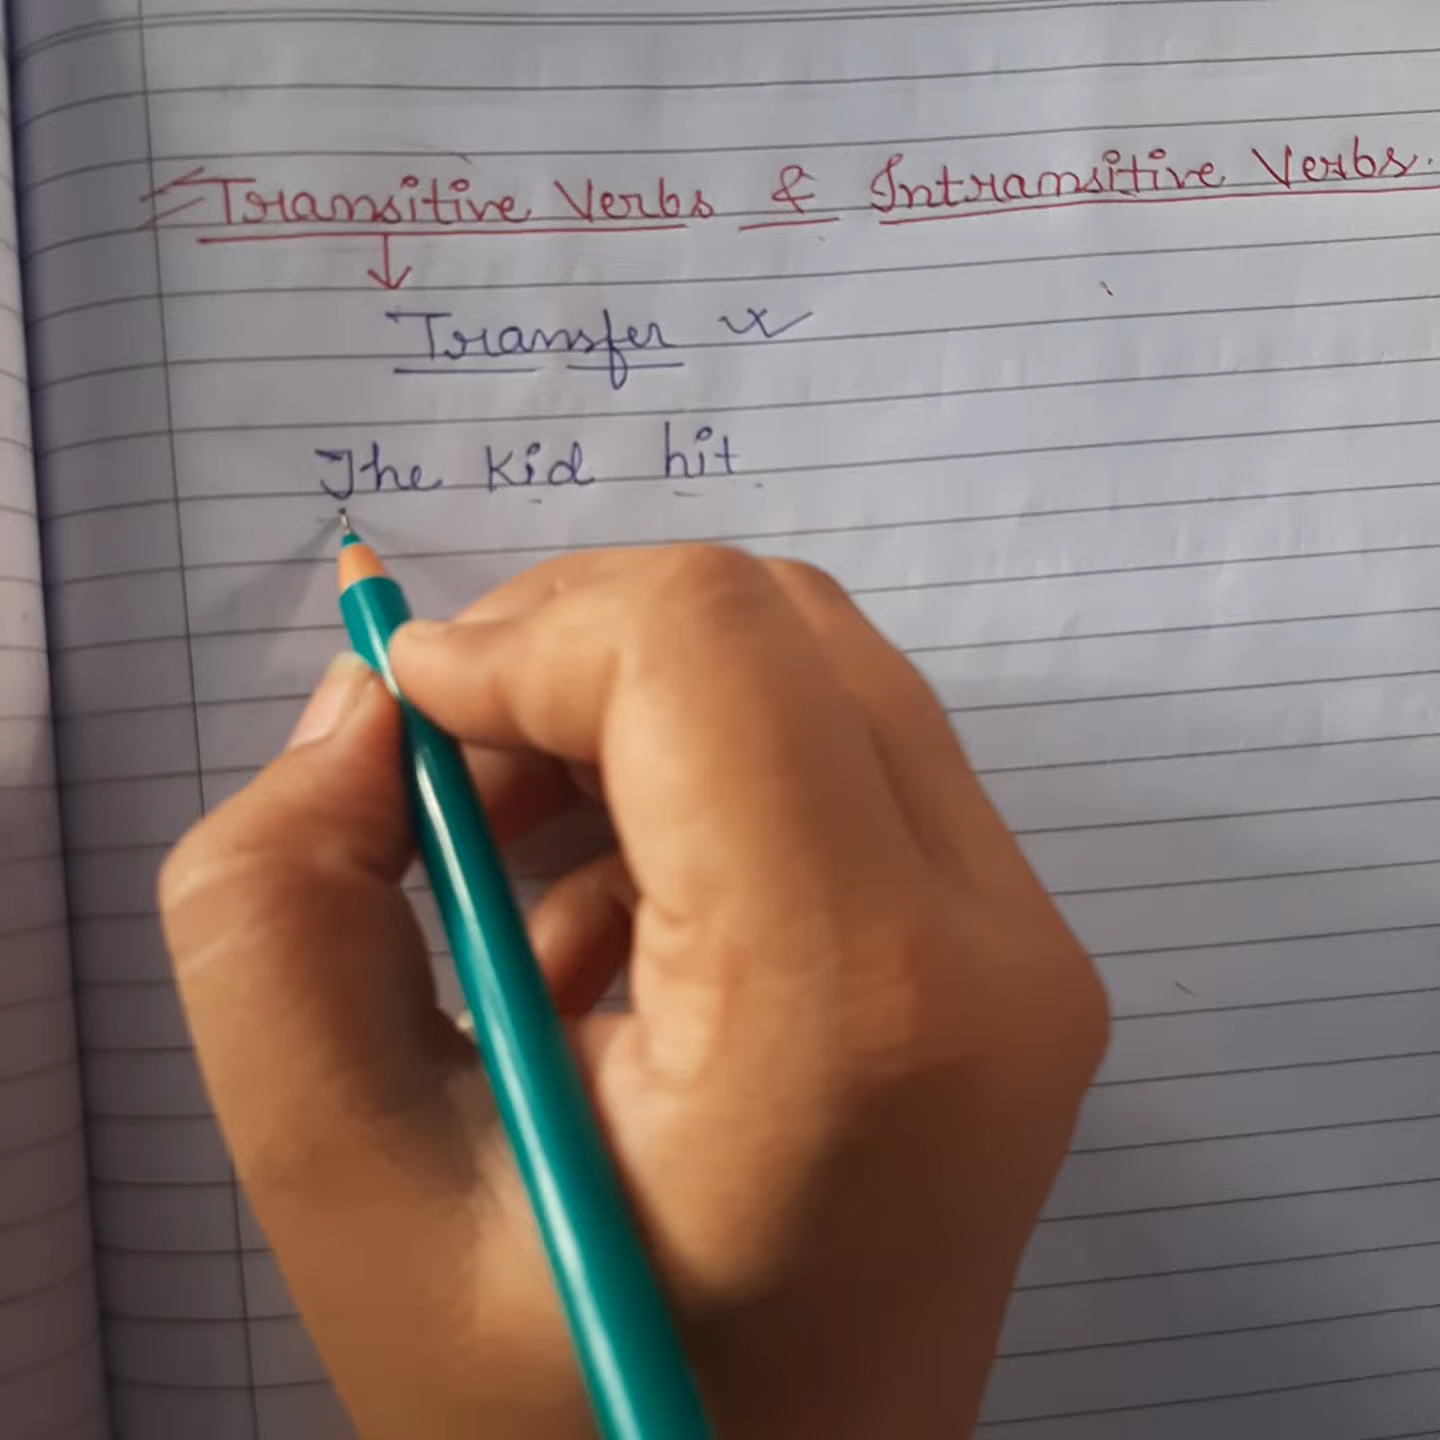 Transitive Verbs & Intransitive Verbs.
↓
Transfer
The Kid hit